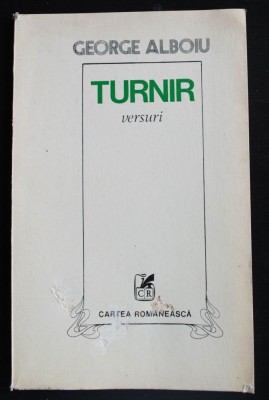 GEORGE ALBOIU
TURNIR
versuri
CR
CARTEA ROMÂNEASCĂ